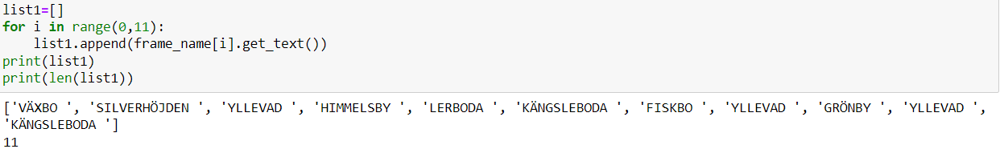 list1=[]
for i in range(0,11):
    list1.append(frame_name[i].get_text())
print(list1)
print(len(list1))
['VÄXBO ', 'SILVERHÖJDEN ', 'YLLEVAD ', 'HIMMELSBY ', 'LERBODA ', 'KÄNGSLEBODA ', 'FISKBO ', 'YLLEVAD ', 'GRÖNBY ', 'YLLEVAD ',
'KÄNGSLEBODA ']
11